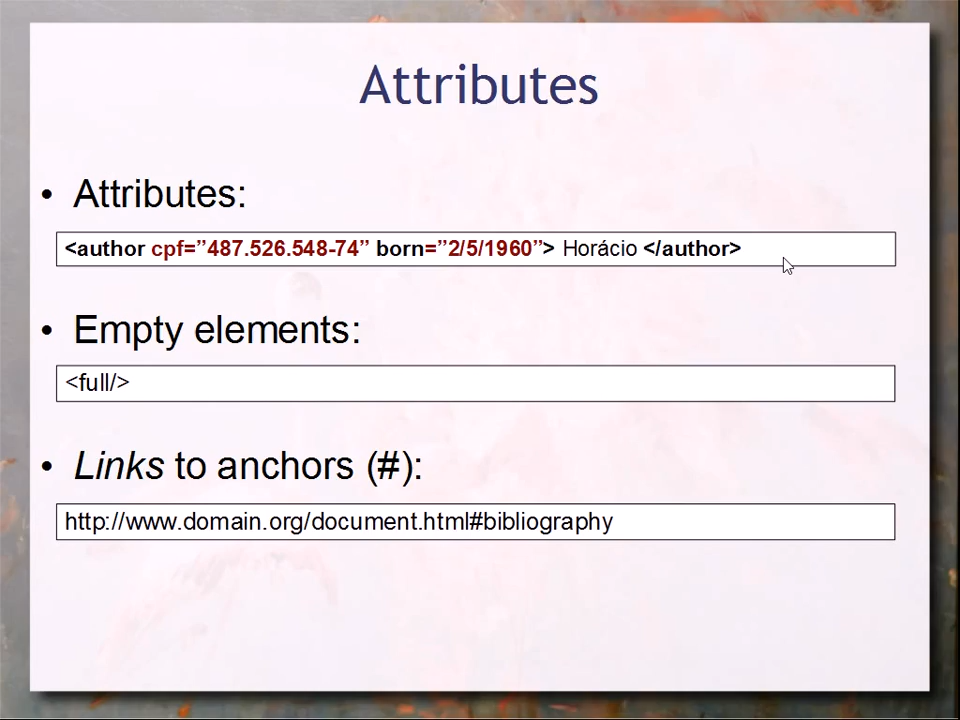 Attributes
• Attributes:
<author cpf=”487.526.548-74” born=”2/5/1960”> Horácio </author>
• Empty elements:
<full/>
• Links to anchors (#):
http://www.domain.org/document.html#bibliography